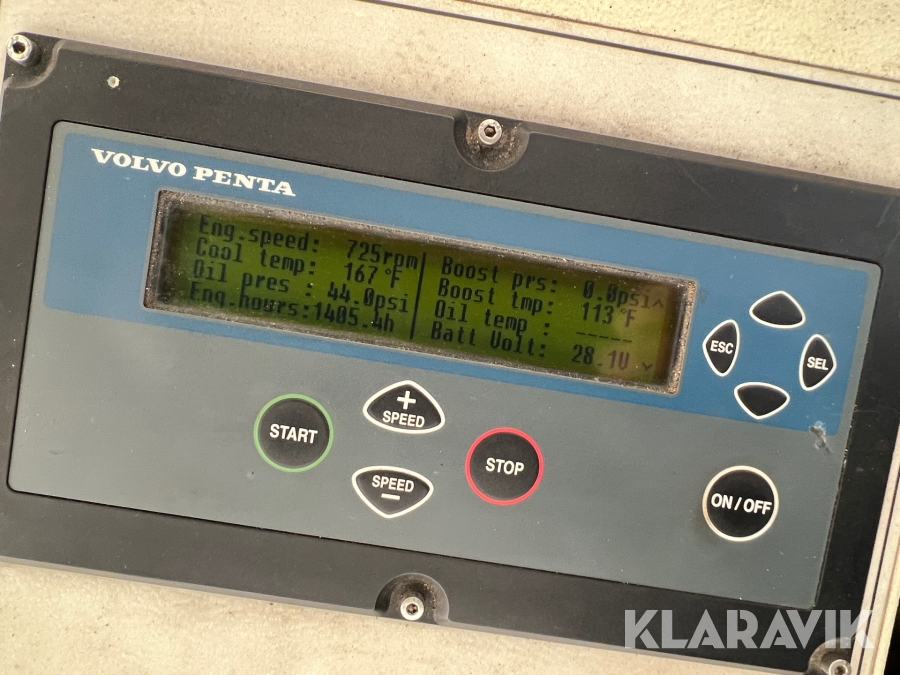 VOLVO PENTA
Eng.speed: 725rpm
Cool temp: 167°F
Oil pres : 44.0psi
Eng.hours:1405.4h
Boost prs: 0.0psi^
Boost tmp: 113°F
Oil temp : -----
Batt Volt: 28.1V
ESC
SEL
START
+
SPEED
SPEED
-
STOP
ON / OFF
KLARAVIK